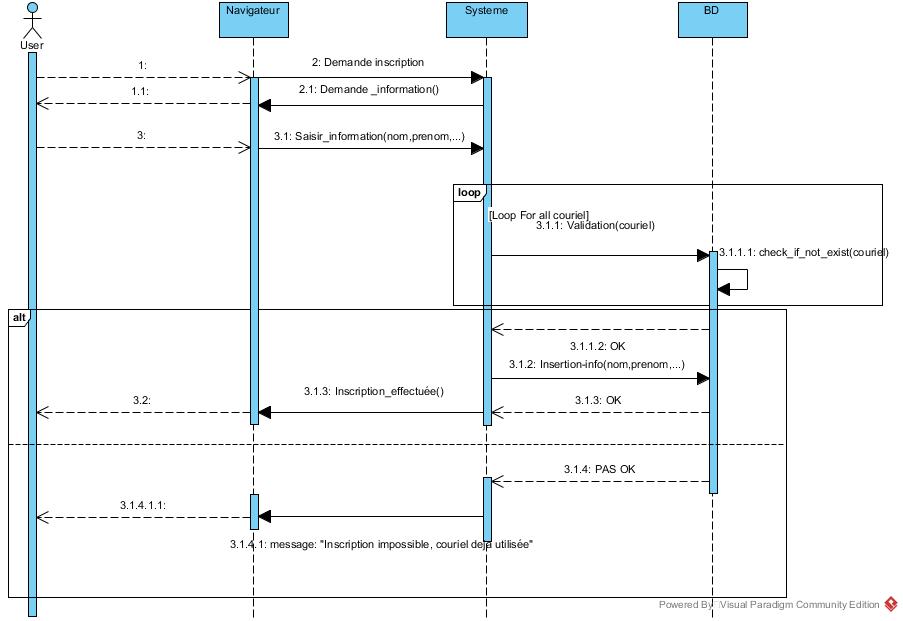 Navigateur
Systeme
BD
User
1:
2: Demande inscription
1.1:
2.1: Demande _information()
3:
3.1: Saisir_information(nom,prenom,...)
loop
[Loop For all couriel]
3.1.1: Validation(couriel)
3.1.1.1: check_if_not_exist(couriel)
alt
3.1.1.2: OK
3.1.2: Insertion-info(nom,prenom,...)
3.1.3: Inscription_effectuée()
3.2:
3.1.3: OK
3.1.4: PAS OK
3.1.4.1.1:
3.1.4.1: message: "Inscription impossible, couriel deja utilisée"
Powered By Visual Paradigm Community Edition